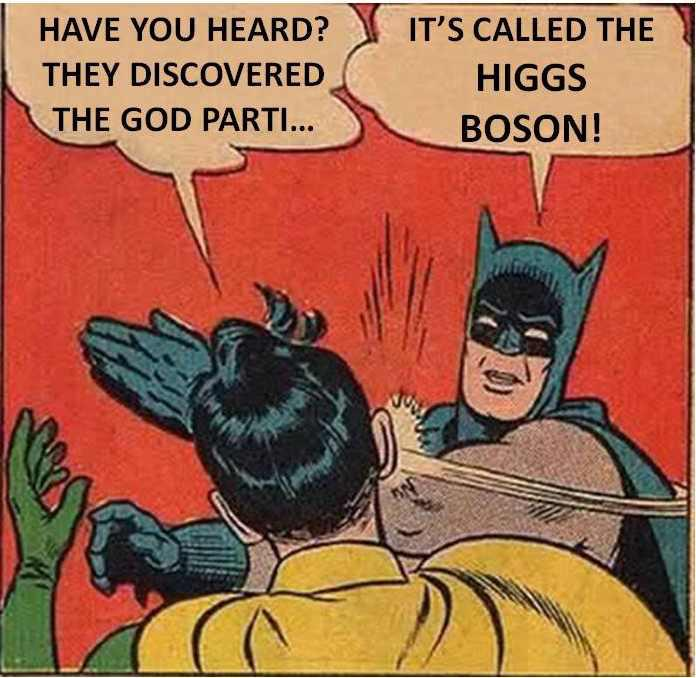 HAVE YOU HEARD?
THEY DISCOVERED
THE GOD PARTI...
IT’S CALLED THE
HIGGS
BOSON!